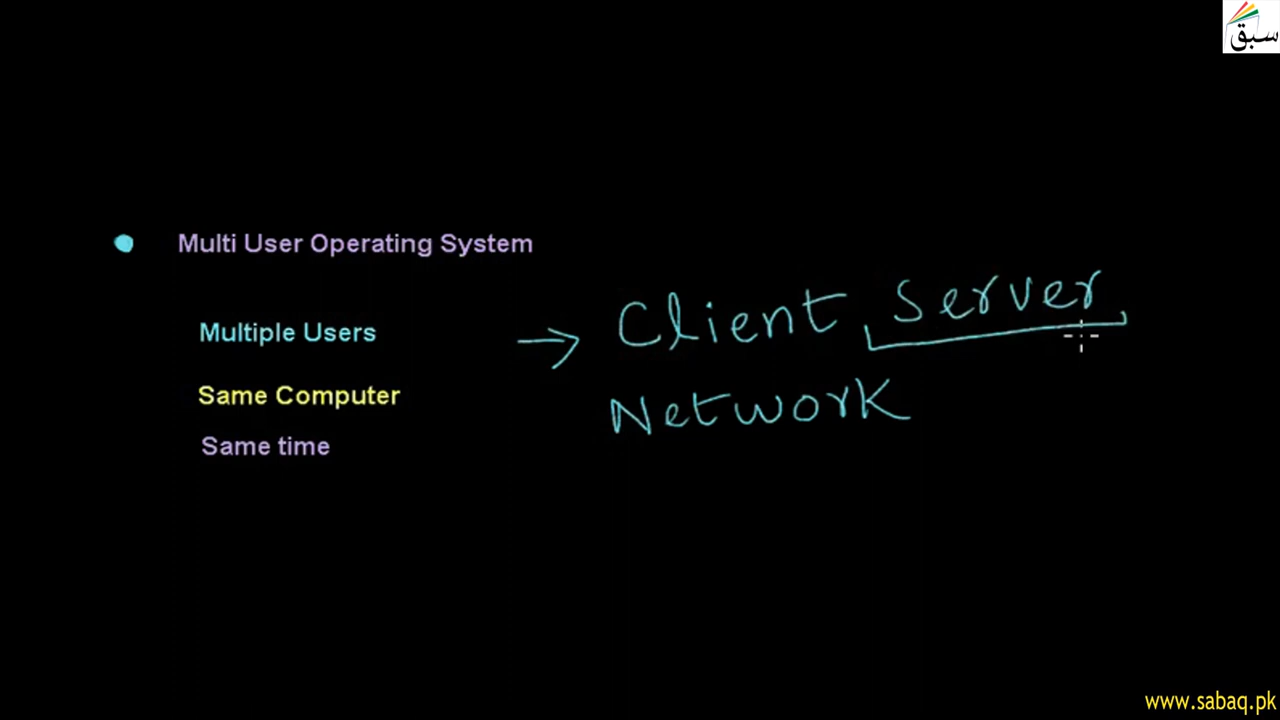 سبق
Multi User Operating System
Multiple Users
→ Client Server
Same Computer
Network
Same time
www.sabaq.pk